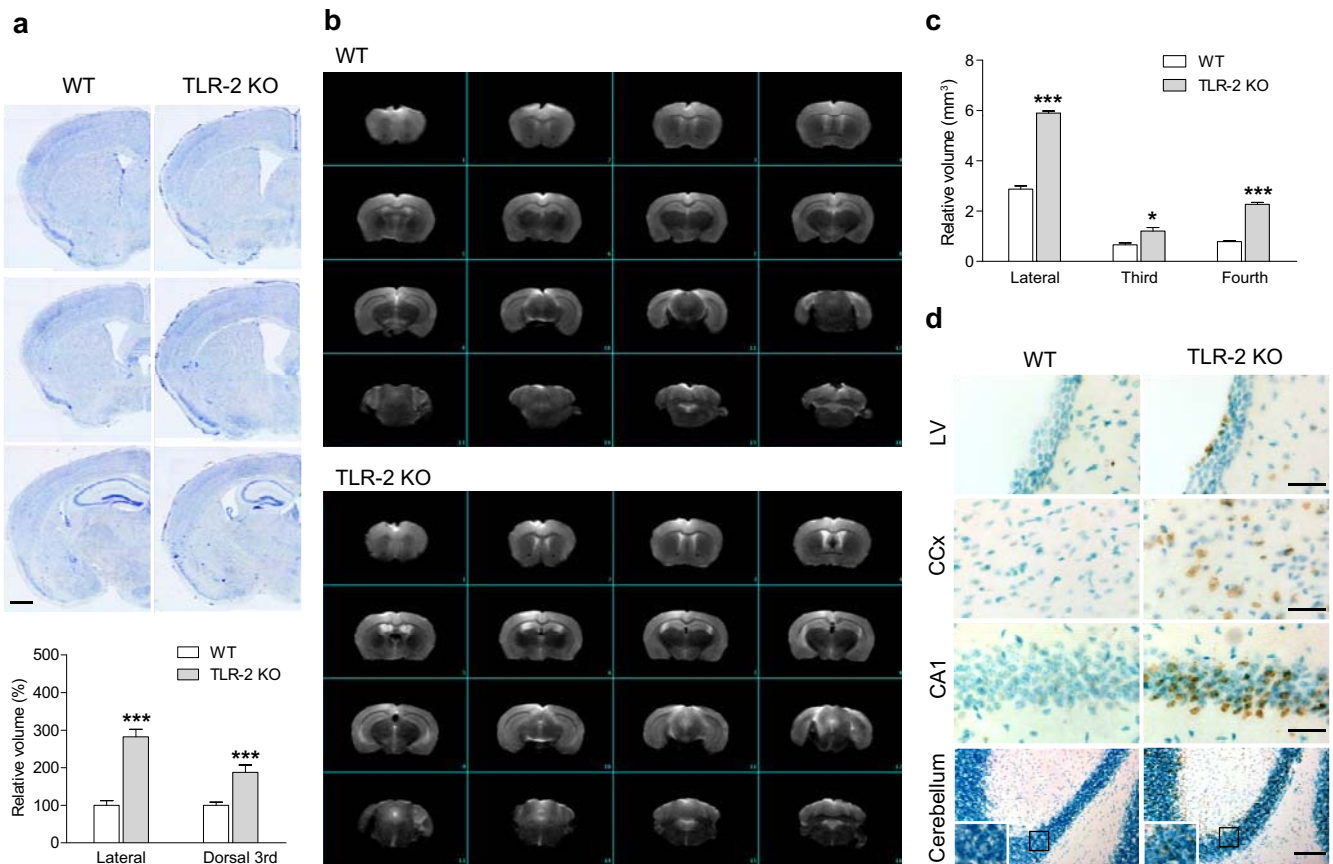 a
WT
TLR-2 KO
500
400
300
200
100
0
Relative volume (%)
WT
TLR-2 KO
***
***
Lateral
Dorsal 3rd
b
WT
TLR-2 KO
c
WT
TLR-2 KO
8
6
4
2
0
Relative volume (mm³)
***
*
***
Lateral
Third
Fourth
d
WT
TLR-2 KO
LV
CCx
CA1
Cerebellum